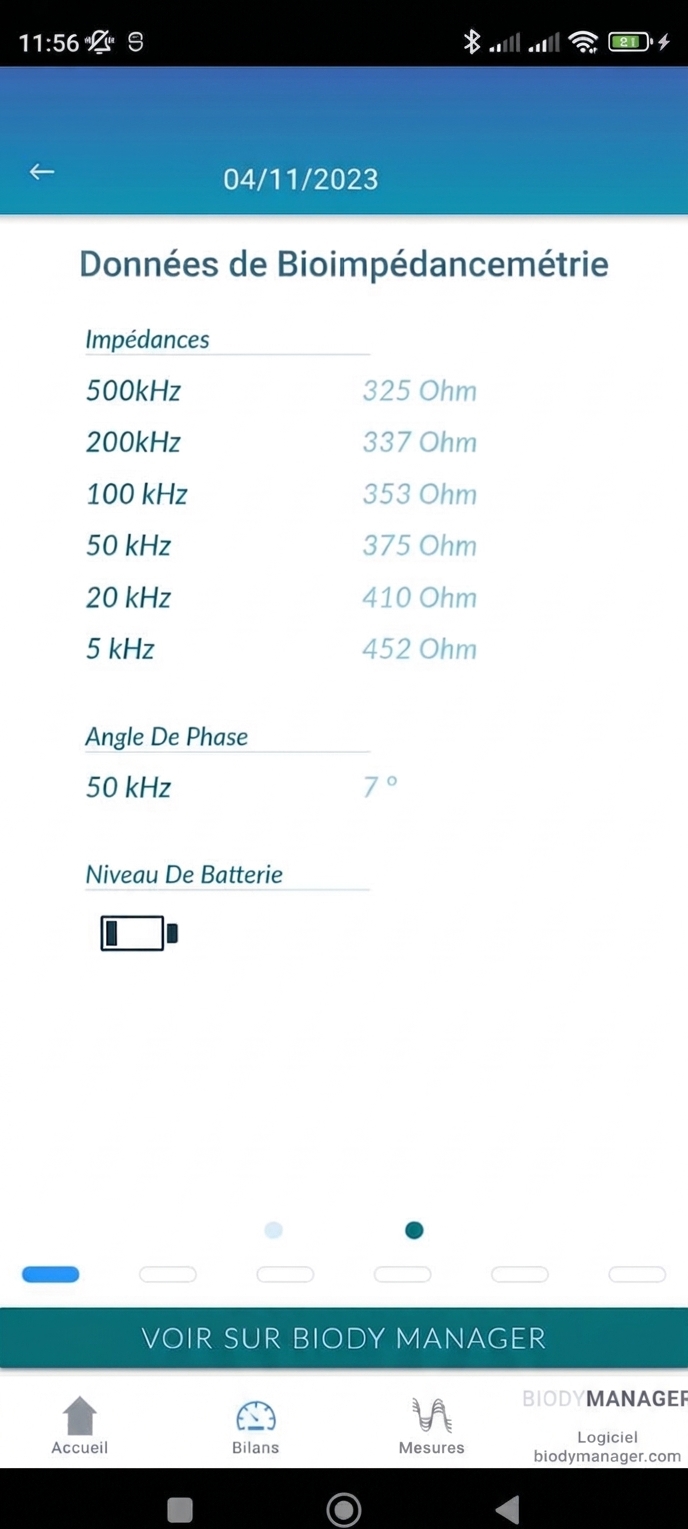 11:56
21
04/11/2023
Données de Bioimpédancemétrie
Impédances
500kHz 325 Ohm
200kHz 337 Ohm
100 kHz 353 Ohm
50 kHz 375 Ohm
20 kHz 410 Ohm
5 kHz 452 Ohm
Angle De Phase
50 kHz 7 °
Niveau De Batterie
VOIR SUR BIODY MANAGER
BIODYMANAGER
Accueil Bilans Mesures Logiciel
biodymanager.com